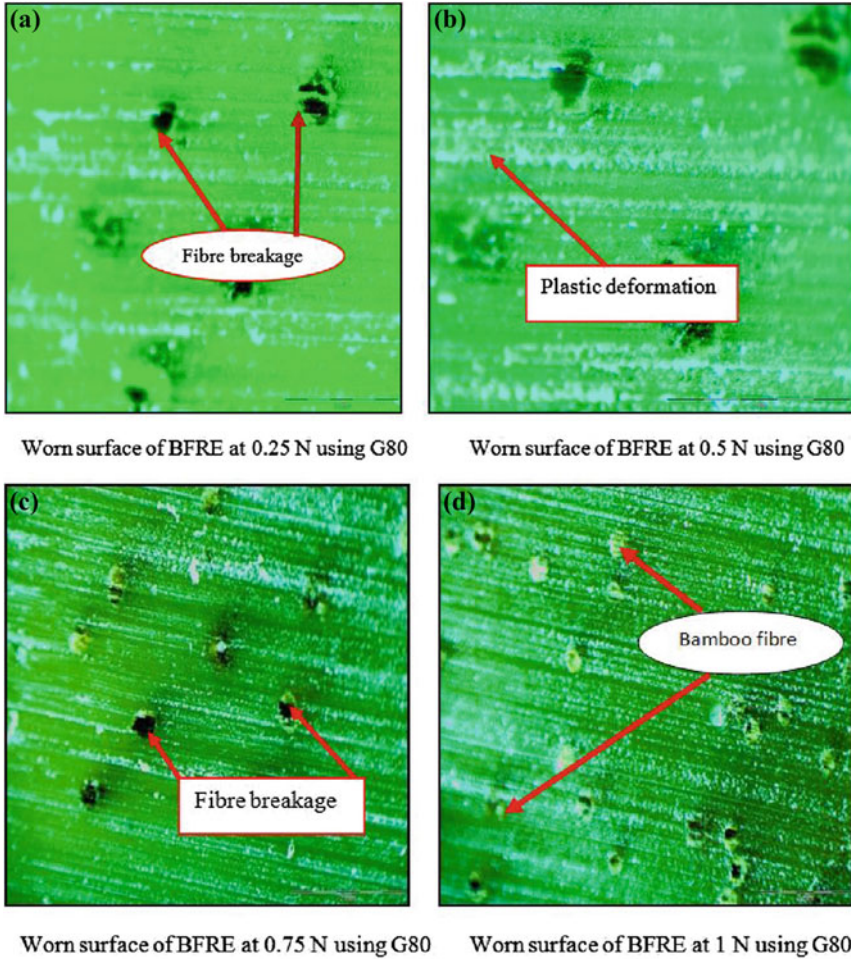 (a)
(b)
Fibre breakage
Plastic deformation
Worn surface of BFRE at 0.25 N using G80
Worn surface of BFRE at 0.5 N using G80
(c)
(d)
Bamboo fibre
Fibre breakage
Worn surface of BFRE at 0.75 N using G80
Worn surface of BFRE at 1 N using G80